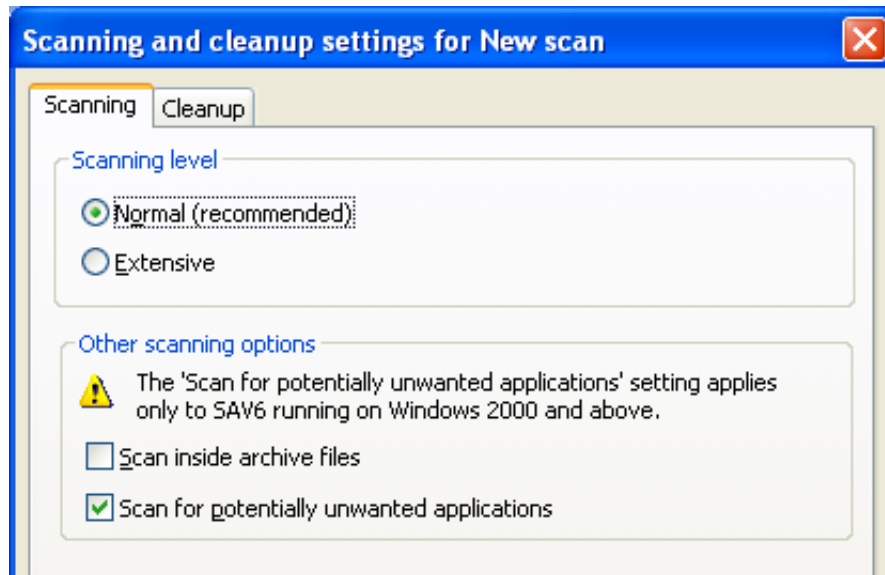 Scanning and cleanup settings for New scan
Scanning
Cleanup
Scanning level
Normal (recommended)
Extensive
Other scanning options
The 'Scan for potentially unwanted applications' setting applies
only to SAV6 running on Windows 2000 and above.
Scan inside archive files
Scan for potentially unwanted applications